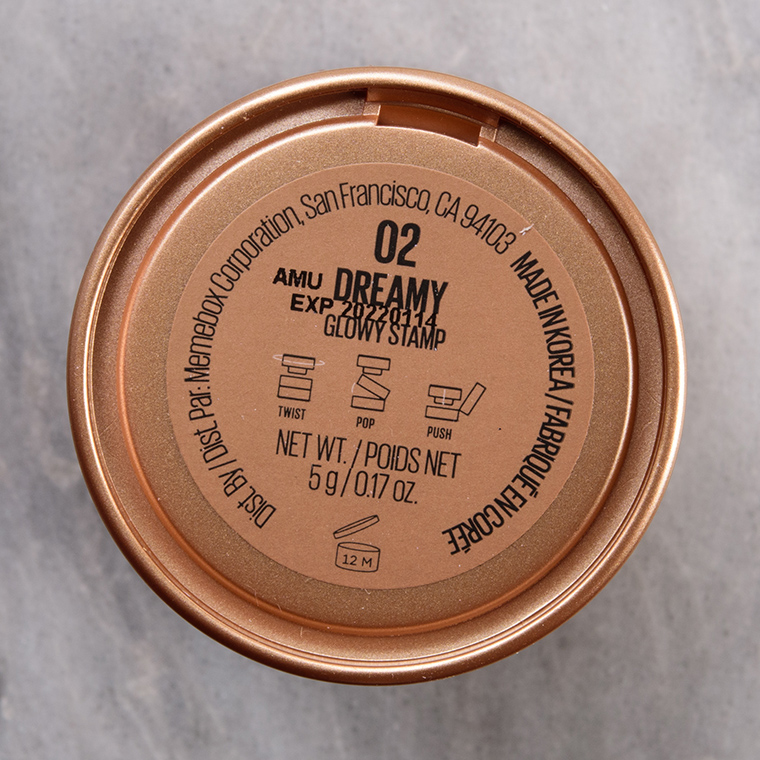 Dist. By / Dist. Par: Memebox Corporation, San Francisco, CA 94103
MADE IN KOREA / FABRIQUÉ EN CORÉE
02
DREAMY
AMU
EXP 20220114
GLOWY STAMP
TWIST
POP
PUSH
NET WT. / POIDS NET
5 g / 0.17 oz.
12 M